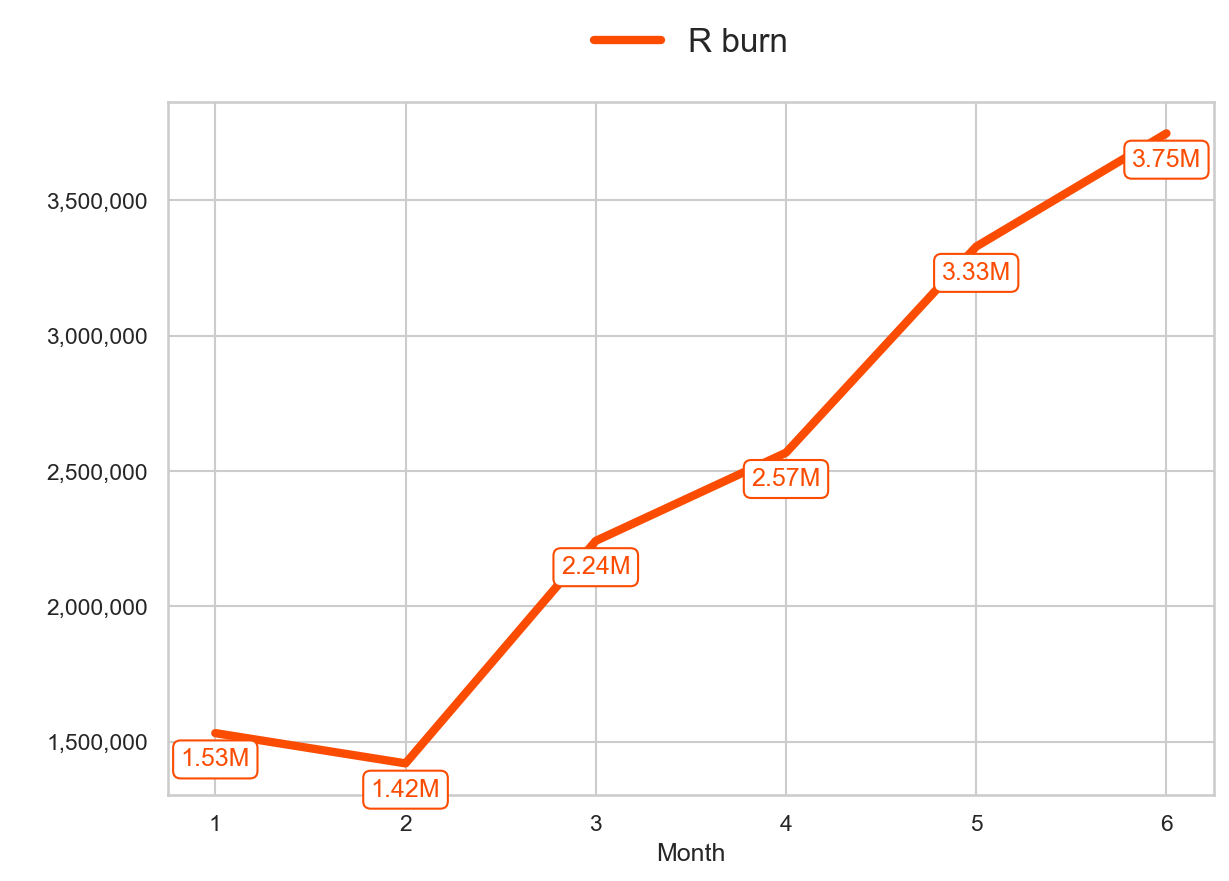 R burn
3,500,000
3,000,000
2,500,000
2,000,000
1,500,000
1.53M
1.42M
2.24M
2.57M
3.33M
3.75M
1 2 3 4 5 6
Month